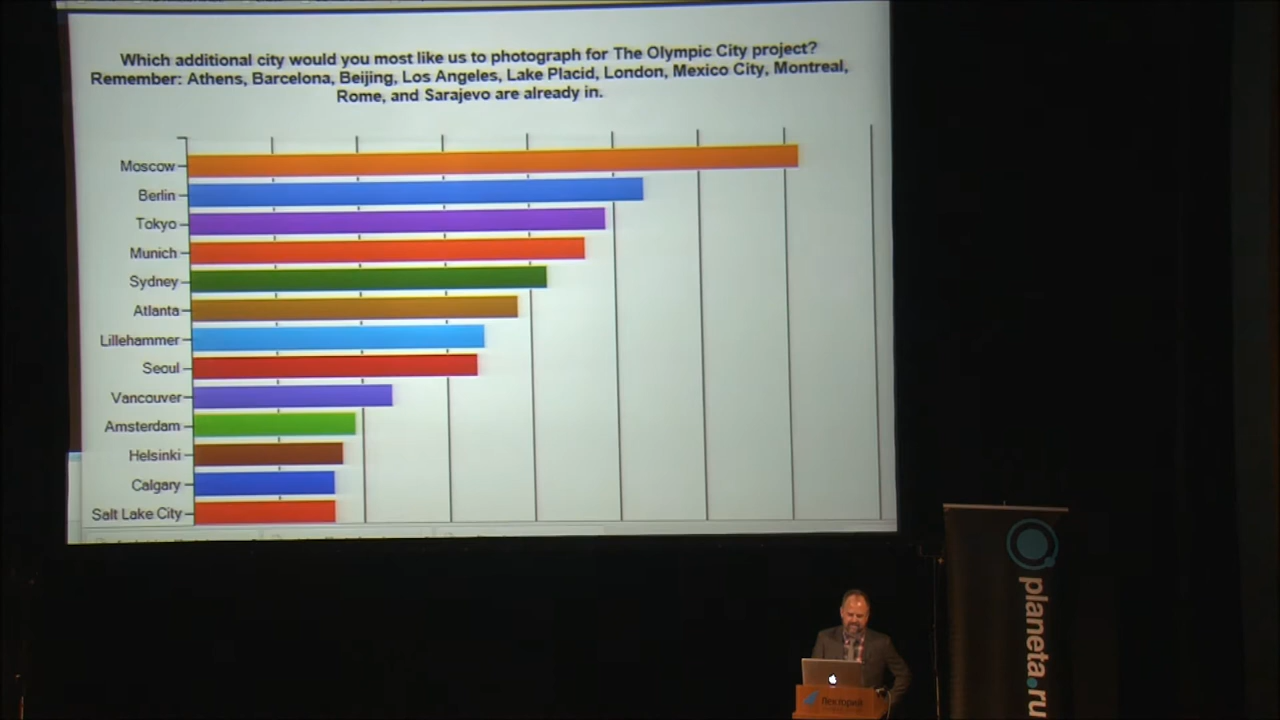 Which additional city would you most like us to photograph for The Olympic City project?
Remember: Athens, Barcelona, Beijing, Los Angeles, Lake Placid, London, Mexico City, Montreal,
Rome, and Sarajevo are already in.
Moscow
Berlin
Tokyo
Munich
Sydney
Atlanta
Lillehammer
Seoul
Vancouver
Amsterdam
Helsinki
Calgary
Salt Lake City
planeta.ru
Лекторий